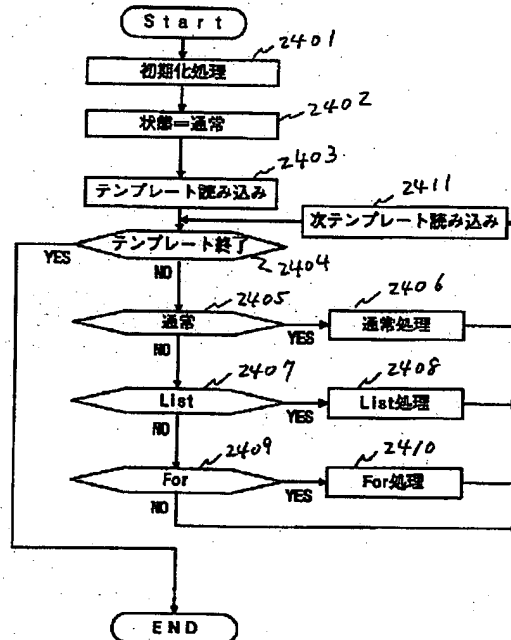 Start
2401
初期化処理
2402
状態＝通常
2403
テンプレート読み込み
2411
次テンプレート読み込み
テンプレート終了
YES
2404
NO
2405
2406
通常
通常処理
YES
NO
2407
2408
List
List処理
YES
NO
2409
2410
For
For処理
YES
NO
END